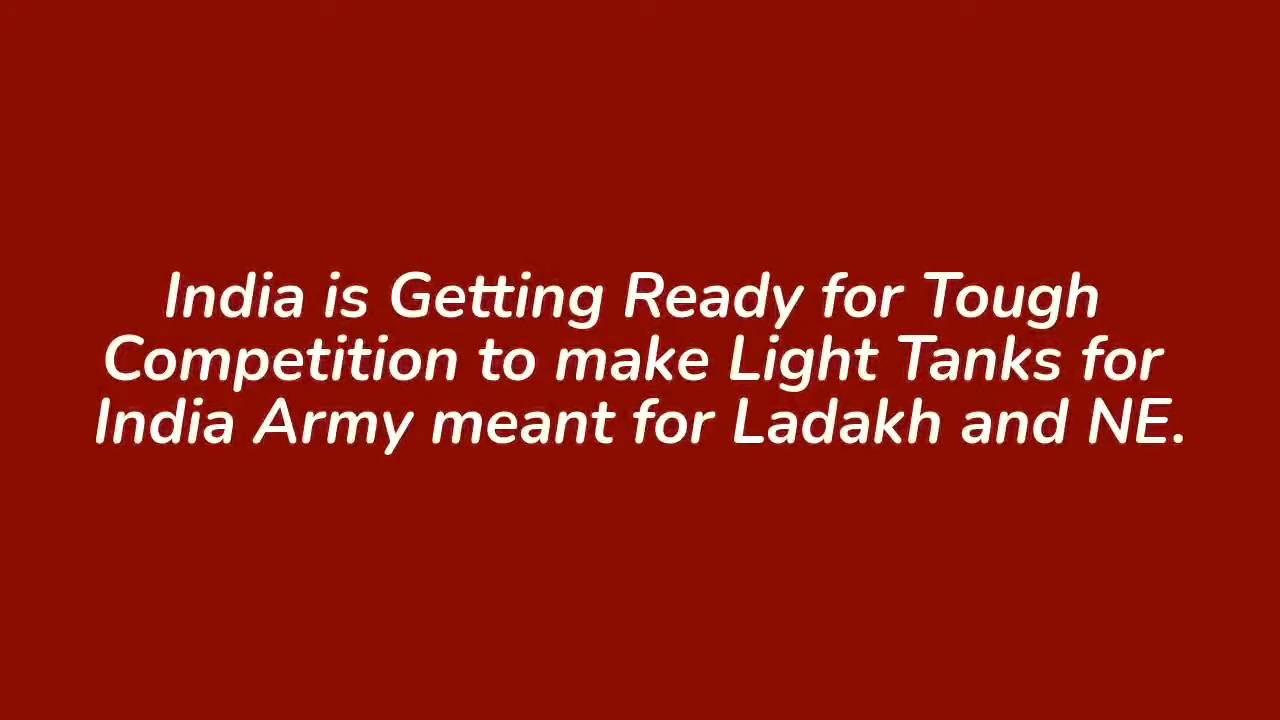 India is Getting Ready for Tough
Competition to make Light Tanks for
India Army meant for Ladakh and NE.